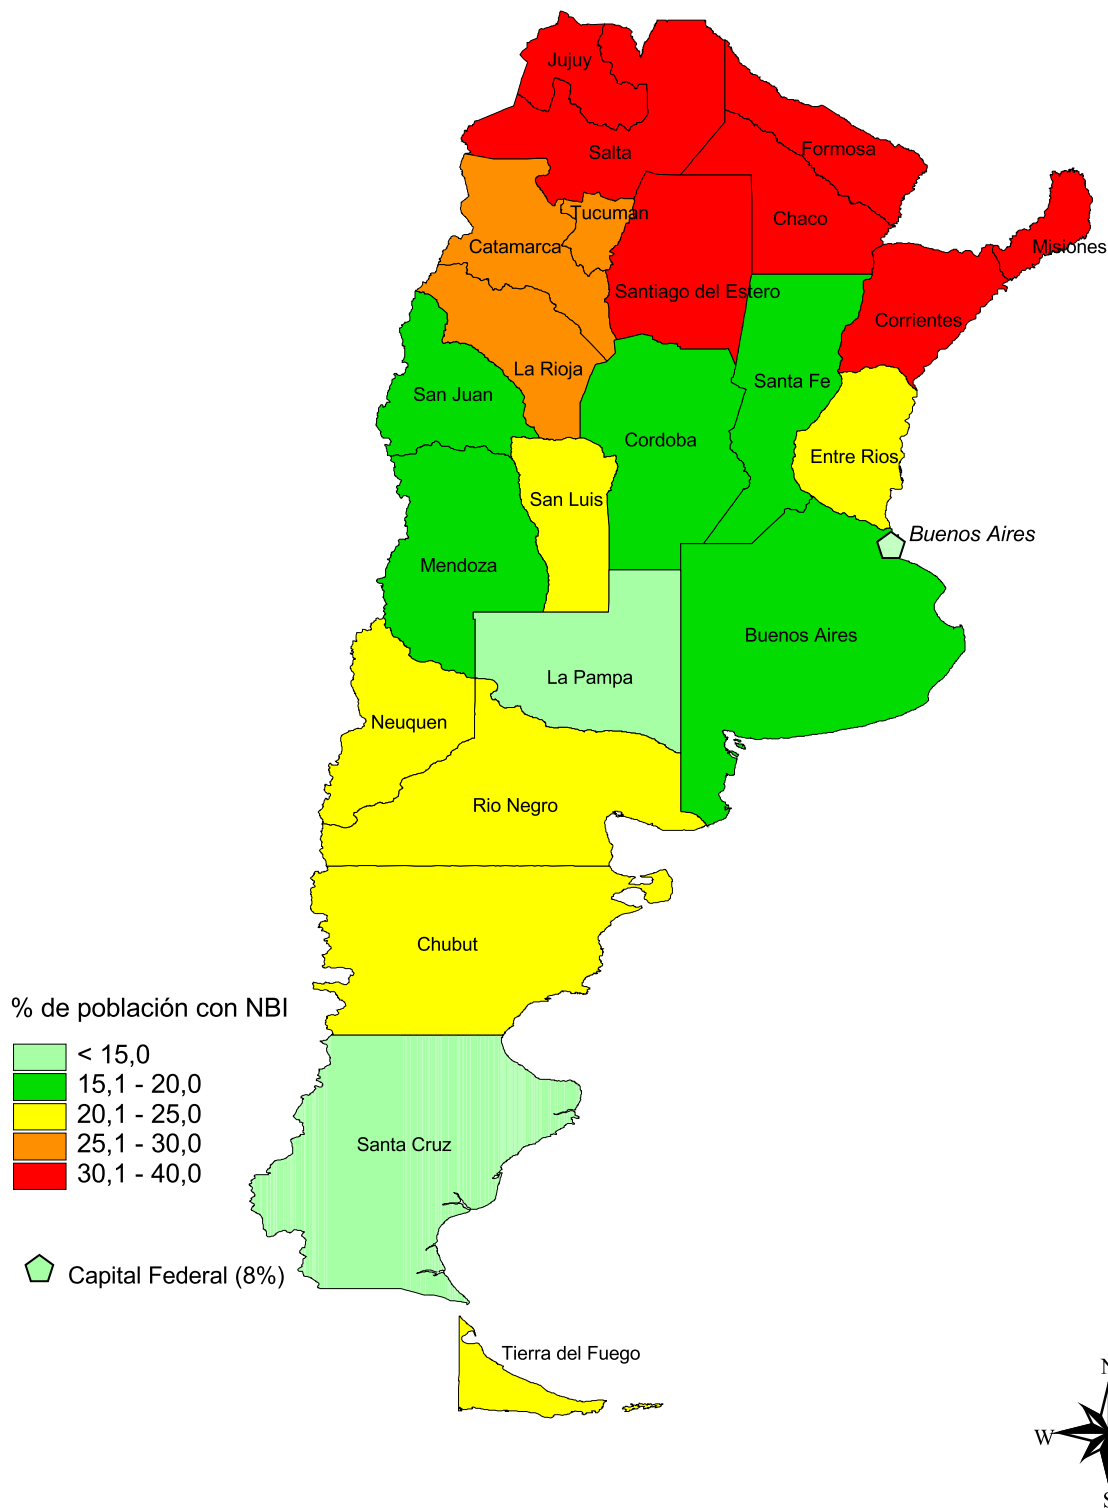 Jujuy
Salta
Formosa
Tucuman
Chaco
Catamarca
Misiones
Santiago del Estero
Corrientes
La Rioja
Santa Fe
San Juan
Cordoba
Entre Rios
San Luis
Buenos Aires
Mendoza
Buenos Aires
La Pampa
Neuquen
Rio Negro
Chubut
% de población con NBI
< 15,0
15,1 - 20,0
20,1 - 25,0
25,1 - 30,0
30,1 - 40,0
Santa Cruz
Capital Federal (8%)
Tierra del Fuego
N
W
S